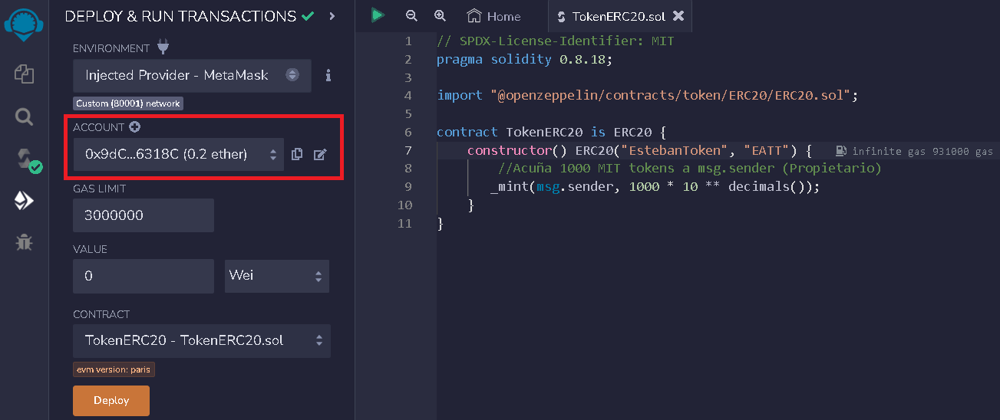 DEPLOY & RUN TRANSACTIONS
ENVIRONMENT
Injected Provider - MetaMask
Custom (80001) network
ACCOUNT
0x9dC...6318C (0.2 ether)
GAS LIMIT
3000000
VALUE
0
Wei
CONTRACT
TokenERC20 - TokenERC20.sol
evm version: paris
Deploy
Home
TokenERC20.sol
1 // SPDX-License-Identifier: MIT
2 pragma solidity 0.8.18;
3
4 import "@openzeppelin/contracts/token/ERC20/ERC20.sol";
5
6 contract TokenERC20 is ERC20 {
7 constructor() ERC20("EstebanToken", "EATT") { infinite gas 931000 gas
8 //Acuña 1000 MIT tokens a msg.sender (Propietario)
9 _mint(msg.sender, 1000 * 10 ** decimals());
10 }
11 }